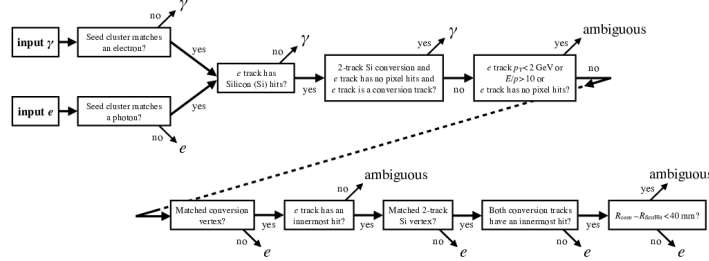 no
γ
input γ
Seed cluster matches
an electron?
yes
no
γ
e track has
Silicon (Si) hits?
yes
yes
γ
2-track Si conversion and
e track has no pixel hits and
e track is a conversion track?
no
yes
ambiguous
e track pT<2 GeV or
E/p>10 or
e track has no pixel hits?
no
input e
Seed cluster matches
a photon?
yes
no
e
Matched conversion
vertex?
yes
no
e
no
ambiguous
e track has an
innermost hit?
yes
Matched 2-track
Si vertex?
yes
no
e
Both conversion tracks
have an innermost hit?
yes
no
e
yes
ambiguous
<40 mm?
no
e